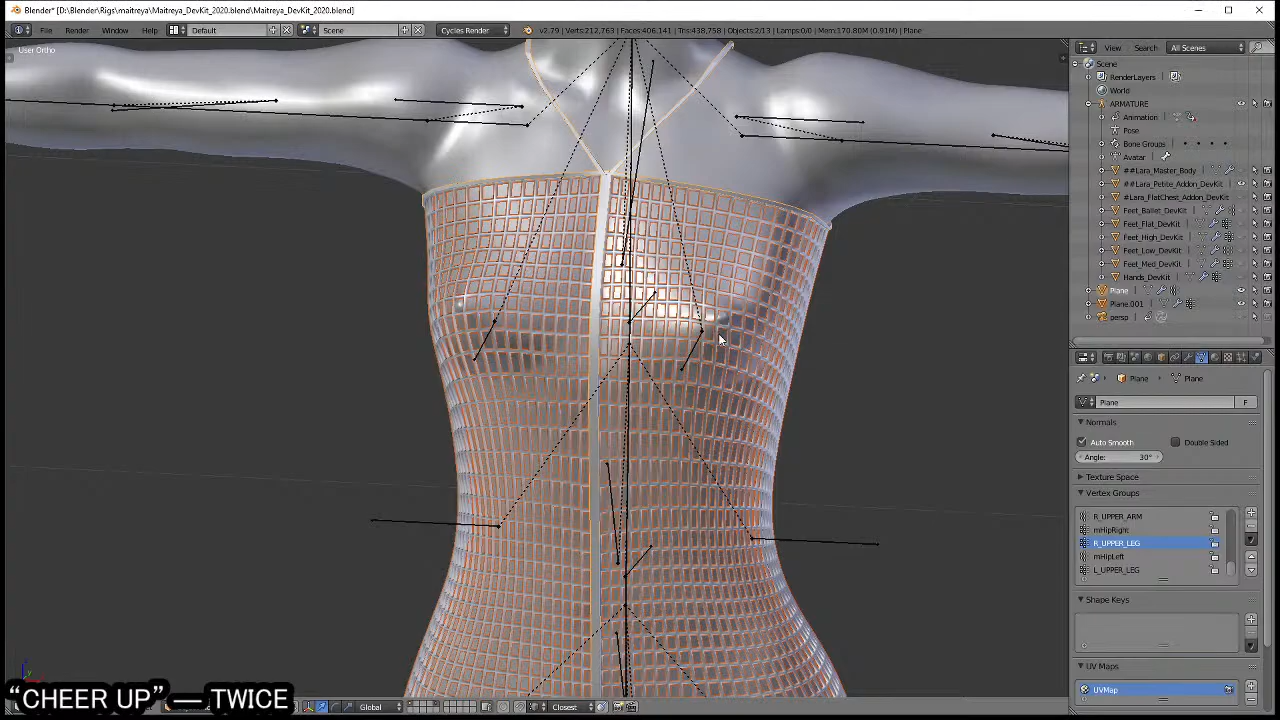 Blender* [D:\Blender\Rigs\maitreya\Maitreya_DevKit_2020.blend\Maitreya_DevKit_2020.blend]
File Render Window Help Default Scene Cycles Render v2.79 | Verts:212,763 | Faces:406,141 | Tris:438,758 | Objects:2/13 | Lamps:0/0 | Mem:170.80M (0.91M) | Plane
User Ortho
View Search All Scenes
Scene
RenderLayers
World
ARMATURE
Animation
Pose
Bone Groups
Avatar
##Lara_Master_Body
##Lara_Petite_Addon_DevKit
#Lara_FlatChest_Addon_DevKit
Feet_Ballet_DevKit
Feet_Flat_DevKit
Feet_High_DevKit
Feet_Low_DevKit
Feet_Med_DevKit
Hands_DevKit
Plane
Plane.001
persp
Plane Plane
Plane F
Normals
Auto Smooth Double Sided
Angle: 30°
Texture Space
Vertex Groups
R_UPPER_ARM
mHipRight
R_UPPER_LEG
mHipLeft
L_UPPER_LEG
Shape Keys
UV Maps
UVMap
Global Closest
“CHEER UP” — TWICE